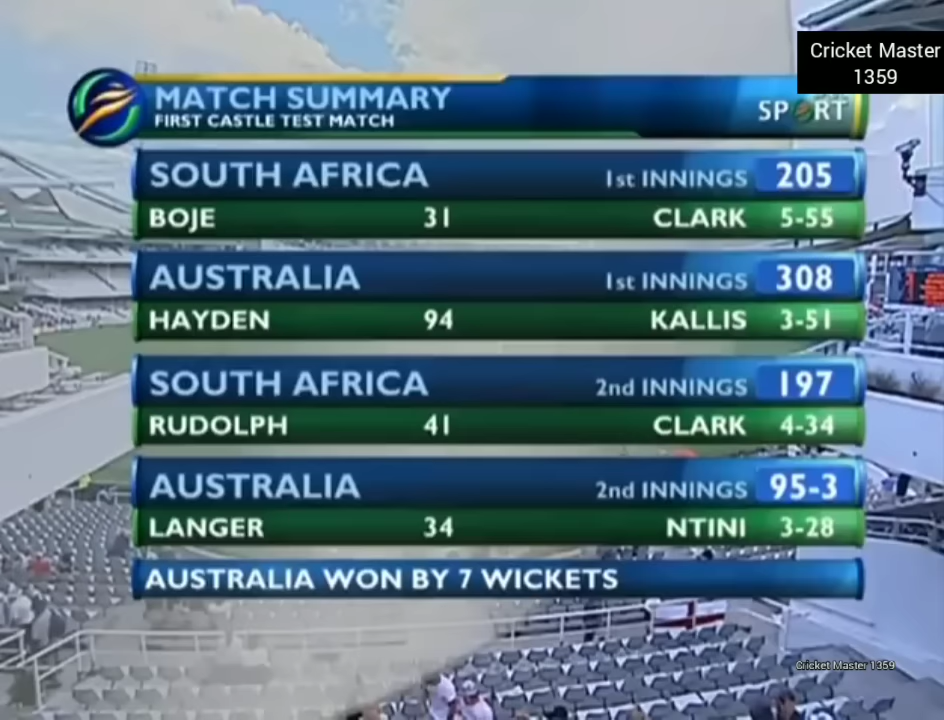 Cricket Master
1359
MATCH SUMMARY
FIRST CASTLE TEST MATCH
SPORT
SOUTH AFRICA 1st INNINGS 205
BOJE 31 CLARK 5-55
AUSTRALIA 1st INNINGS 308
HAYDEN 94 KALLIS 3-51
SOUTH AFRICA 2nd INNINGS 197
RUDOLPH 41 CLARK 4-34
AUSTRALIA 2nd INNINGS 95-3
LANGER 34 NTINI 3-28
AUSTRALIA WON BY 7 WICKETS
Cricket Master 1359